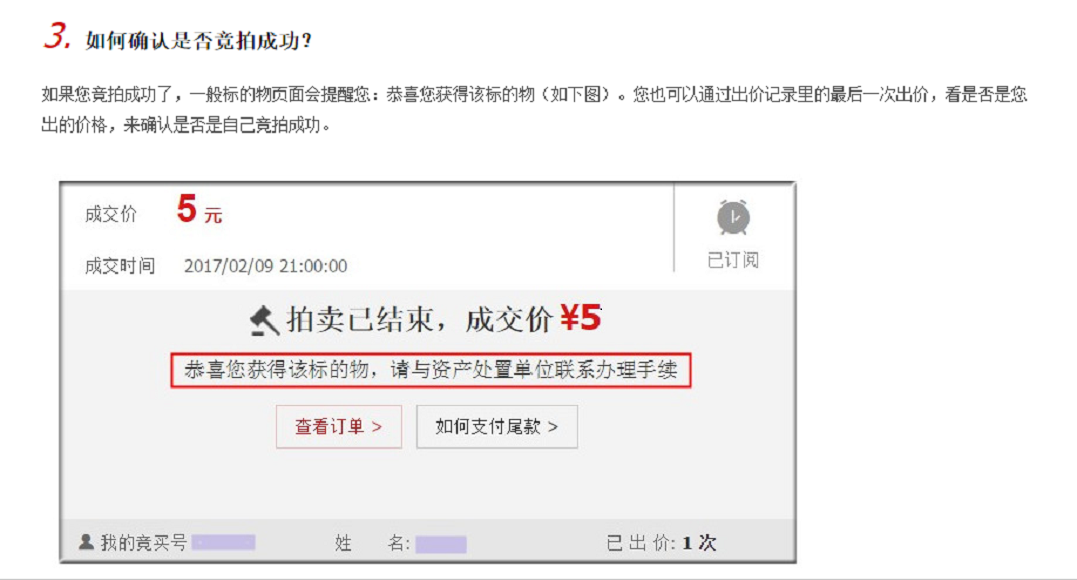 3. 如何确认是否竞拍成功？
如果您竞拍成功了，一般标的物页面会提醒您：恭喜您获得该标的物（如下图）。您也可以通过出价记录里的最后一次出价，看是否是您
出的价格，来确认是否是自己竞拍成功。
成交价 5 元
成交时间 2017/02/09 21:00:00
已订阅
拍卖已结束，成交价 ¥5
恭喜您获得该标的物，请与资产处置单位联系办理手续
查看订单 > 如何支付尾款 >
我的竞买号 姓 名: 已 出 价: 1 次